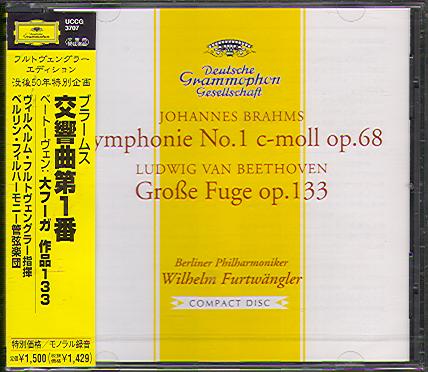 UCCG
3707
フルトヴェングラー
エディション
没後50年特別企画
ブラームス
交響曲第1番
ベートーヴェン:大フーガ 作品133
ヴィルヘルム・フルトヴェングラー指揮
ベルリン・フィルハーモニー管弦楽団
特別価格/モノラル録音
¥1,500 (税抜価格¥1,429)
Deutsche
Grammophon
Gesellschaft
JOHANNES BRAHMS
ymphonie No.1 c-moll op.68
LUDWIG VAN BEETHOVEN
Große Fuge op.133
Berliner Philharmoniker
Wilhelm Furtwängler
COMPACT DISC